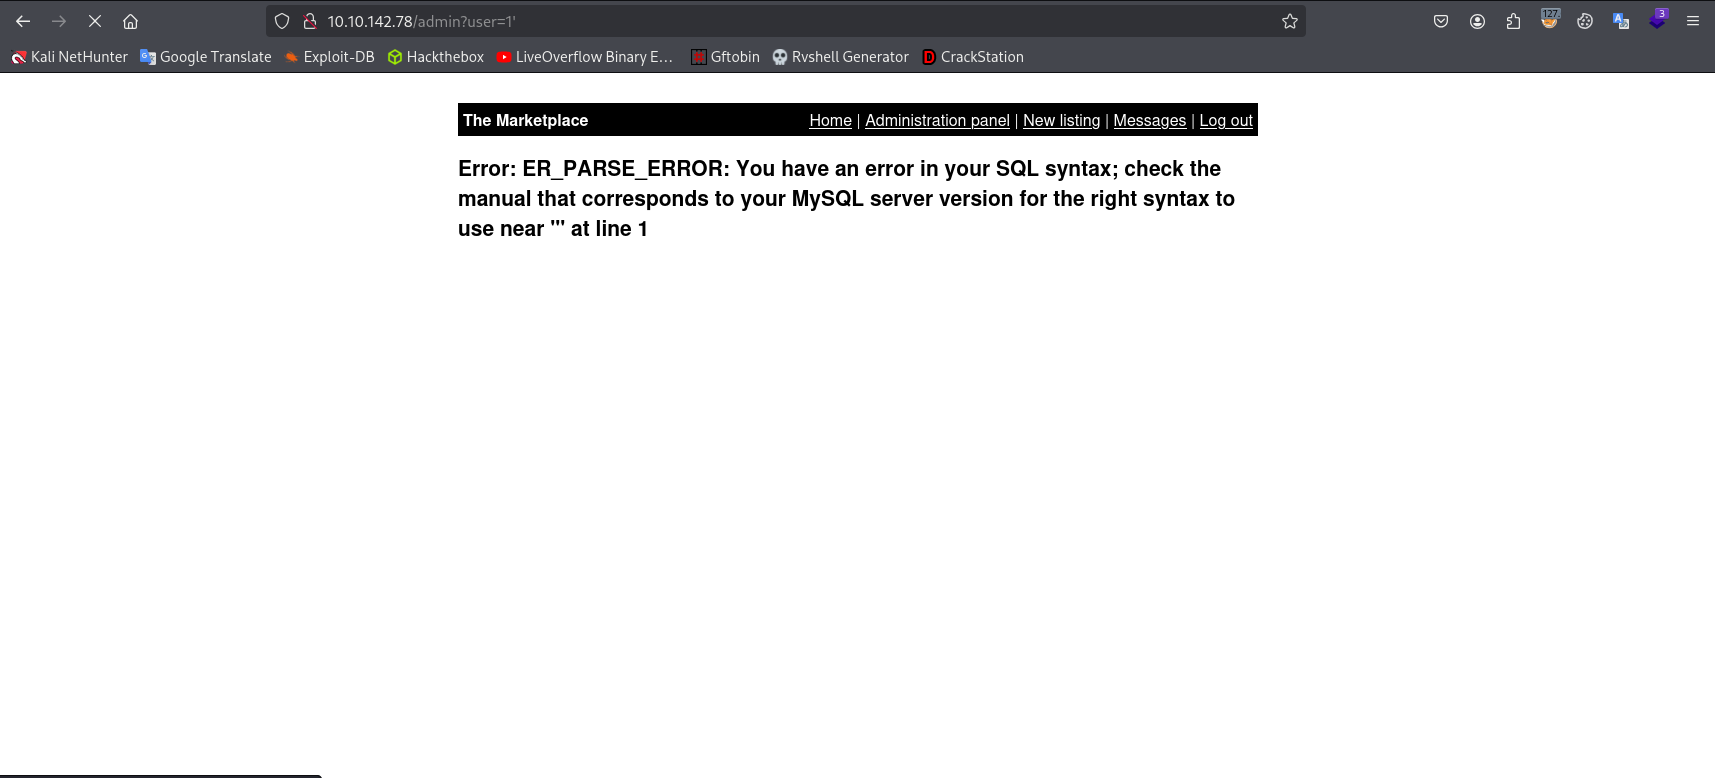 10.10.142.78/admin?user=1'
127.
3
Kali NetHunter Google Translate Exploit-DB Hackthebox LiveOverflow Binary E... Gftobin Rvshell Generator CrackStation
The Marketplace Home | Administration panel | New listing | Messages | Log out
Error: ER_PARSE_ERROR: You have an error in your SQL syntax; check the
manual that corresponds to your MySQL server version for the right syntax to
use near ''' at line 1